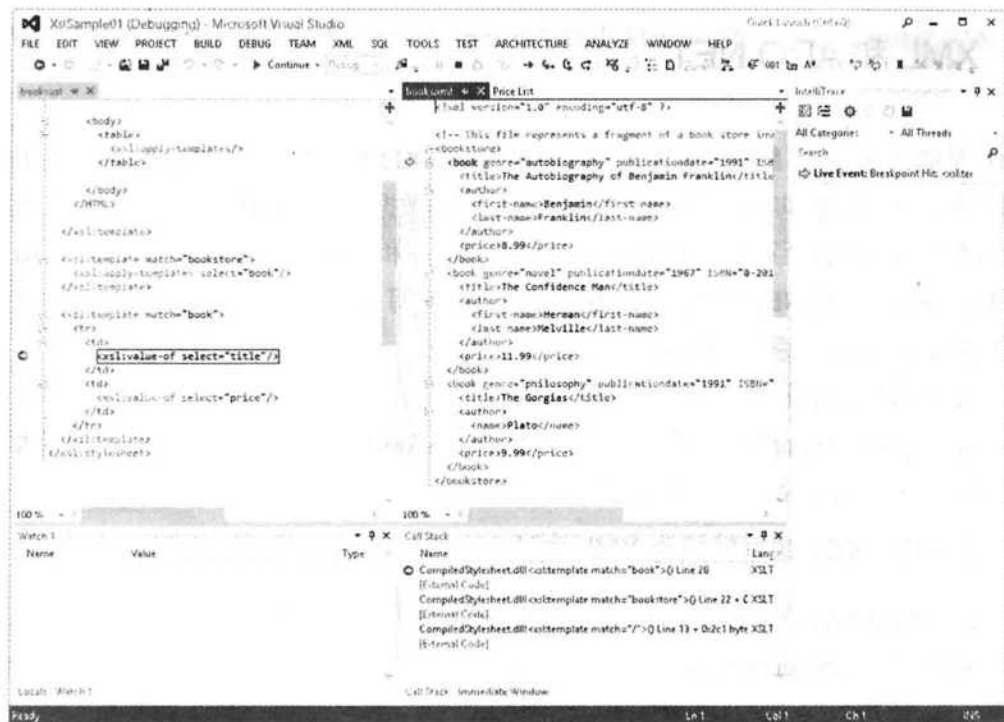 XslSample01 (Debugging) - Microsoft Visual Studio
Quick Launch (Ctrl+Q)
FILE EDIT VIEW PROJECT BUILD DEBUG TEAM XML SQL TOOLS TEST ARCHITECTURE ANALYZE WINDOW HELP
Continue
books.xsl
<body>
<table>
<xsl:apply-templates/>
</table>
</body>
</HTML>
</xsl:template>
<xsl:template match="bookstore">
<xsl:apply-templates select="book"/>
</xsl:template>
<xsl:template match="book">
<tr>
<td>
<xsl:value-of select="title"/>
</td>
<td>
<xsl:value-of select="price"/>
</td>
</tr>
</xsl:template>
</xsl:stylesheet>
100 %
books.xml Price List
<?xml version="1.0" encoding="utf-8" ?>
<!-- This file represents a fragment of a book store
<bookstore>
<book genre="autobiography" publicationdate="1991"
<title>The Autobiography of Benjamin Franklin</title
<author>
<first-name>Benjamin</first-name>
<last-name>Franklin</last-name>
</author>
<price>8.99</price>
</book>
<book genre="novel" publicationdate="1967" ISBN="0-201
<title>The Confidence Man</title>
<author>
<first-name>Herman</first-name>
<last-name>Melville</last-name>
</author>
<price>11.99</price>
</book>
<book genre="philosophy" publicationdate="1991" ISBN="
<title>The Gorgias</title>
<author>
<name>Plato</name>
</author>
<price>9.99</price>
</book>
</bookstore>
100 %
IntelliTrace
All Categories All Threads
Search
Live Event: Breakpoint Hit:
Watch 1
Name Value Type
Locals Watch 1
Call Stack
Name Lang
CompiledStylesheet.dll!<xsl:template match="book">() Line 28 XSLT
[External Code]
CompiledStylesheet.dll!<xsl:template match="bookstore">() Line 22 + XSLT
[External Code]
CompiledStylesheet.dll!<xsl:template match="/">() Line 13 + 0x2c1 byte XSLT
[External Code]
Call Stack Immediate Window
Ready Ln 1 Col 1 Ch 1 INS